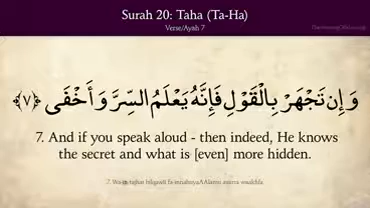 Surah 20: Taha (Ta-Ha)
Verse/Ayah 7
وَإِن تَجْهَرْ بِالْقَوْلِ فَإِنَّهُ يَعْلَمُ السِّرَّ وَأَخْفَى ﴿٧﴾
7. And if you speak aloud - then indeed, He knows
the secret and what is [even] more hidden.